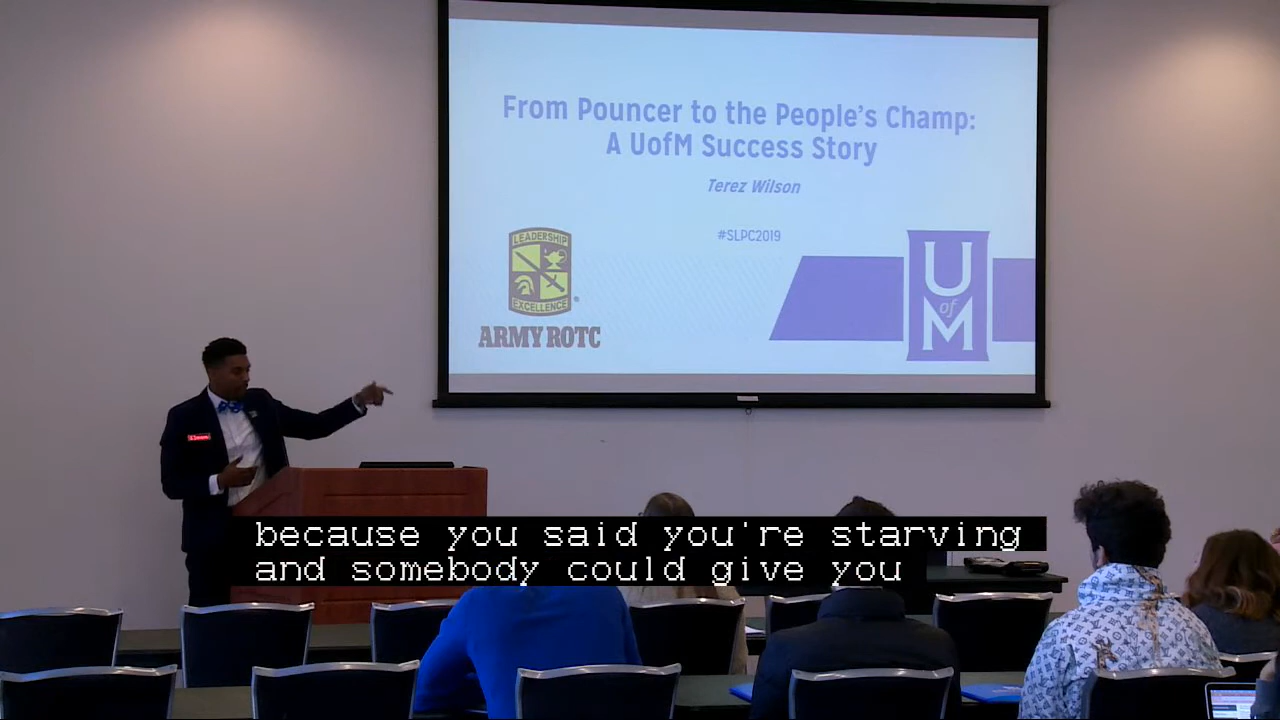 From Pouncer to the People's Champ:
A UofM Success Story
Terez Wilson
#SLPC2019
LEADERSHIP
EXCELLENCE
ARMY ROTC
U
of
M
because you said you're starving
and somebody could give you